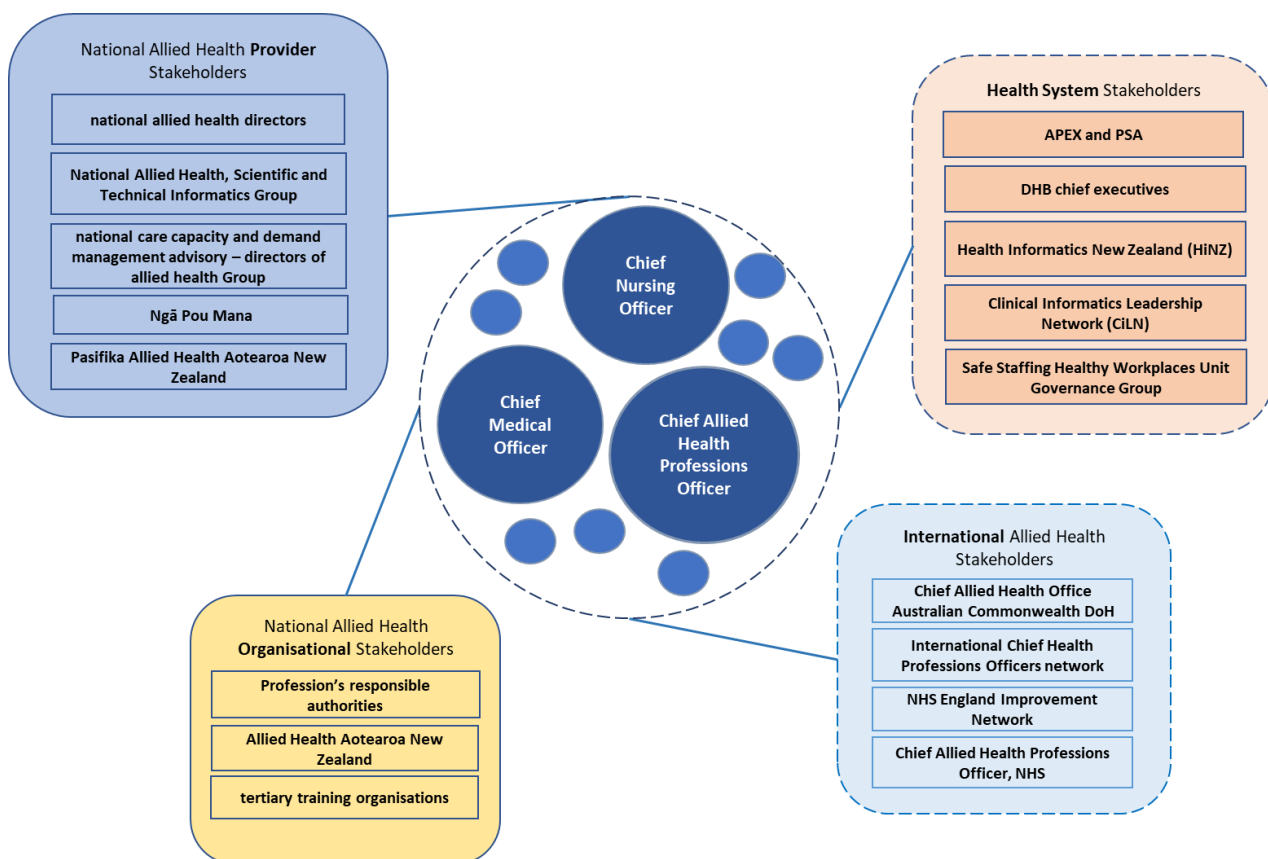 National Allied Health Provider
Stakeholders
national allied health directors
National Allied Health, Scientific and
Technical Informatics Group
national care capacity and demand
management advisory – directors of
allied health Group
Ngā Pou Mana
Pasifika Allied Health Aotearoa New
Zealand
Health System Stakeholders
APEX and PSA
DHB chief executives
Health Informatics New Zealand (HiNZ)
Clinical Informatics Leadership
Network (CiLN)
Safe Staffing Healthy Workplaces Unit
Governance Group
Chief
Nursing
Officer
Chief
Medical
Officer
Chief Allied
Health
Professions
Officer
National Allied Health
Organisational Stakeholders
Profession’s responsible
authorities
Allied Health Aotearoa New
Zealand
tertiary training organisations
International Allied Health
Stakeholders
Chief Allied Health Office
Australian Commonwealth DoH
International Chief Health
Professions Officers network
NHS England Improvement
Network
Chief Allied Health Professions
Officer, NHS